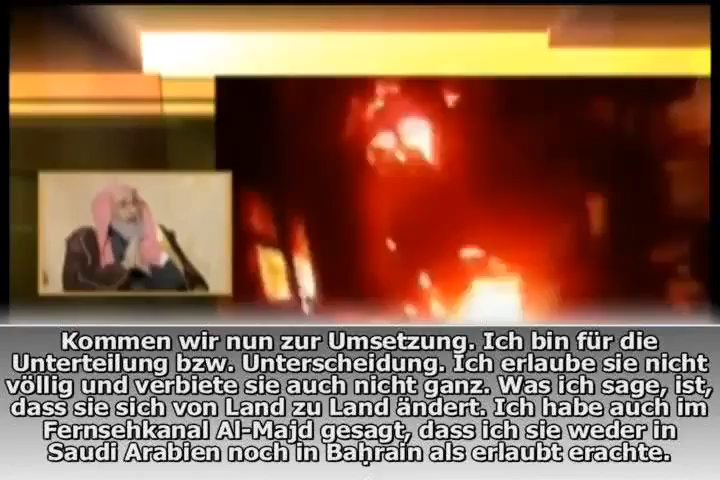 Kommen wir nun zur Umsetzung. Ich bin für die
Unterteilung bzw. Unterscheidung. Ich erlaube sie nicht
völlig und verbiete sie auch nicht ganz. Was ich sage, ist,
dass sie sich von Land zu Land ändert. Ich habe auch im
Fernsehkanal Al-Majd gesagt, dass ich sie weder in
Saudi Arabien noch in Baḥrain als erlaubt erachte.